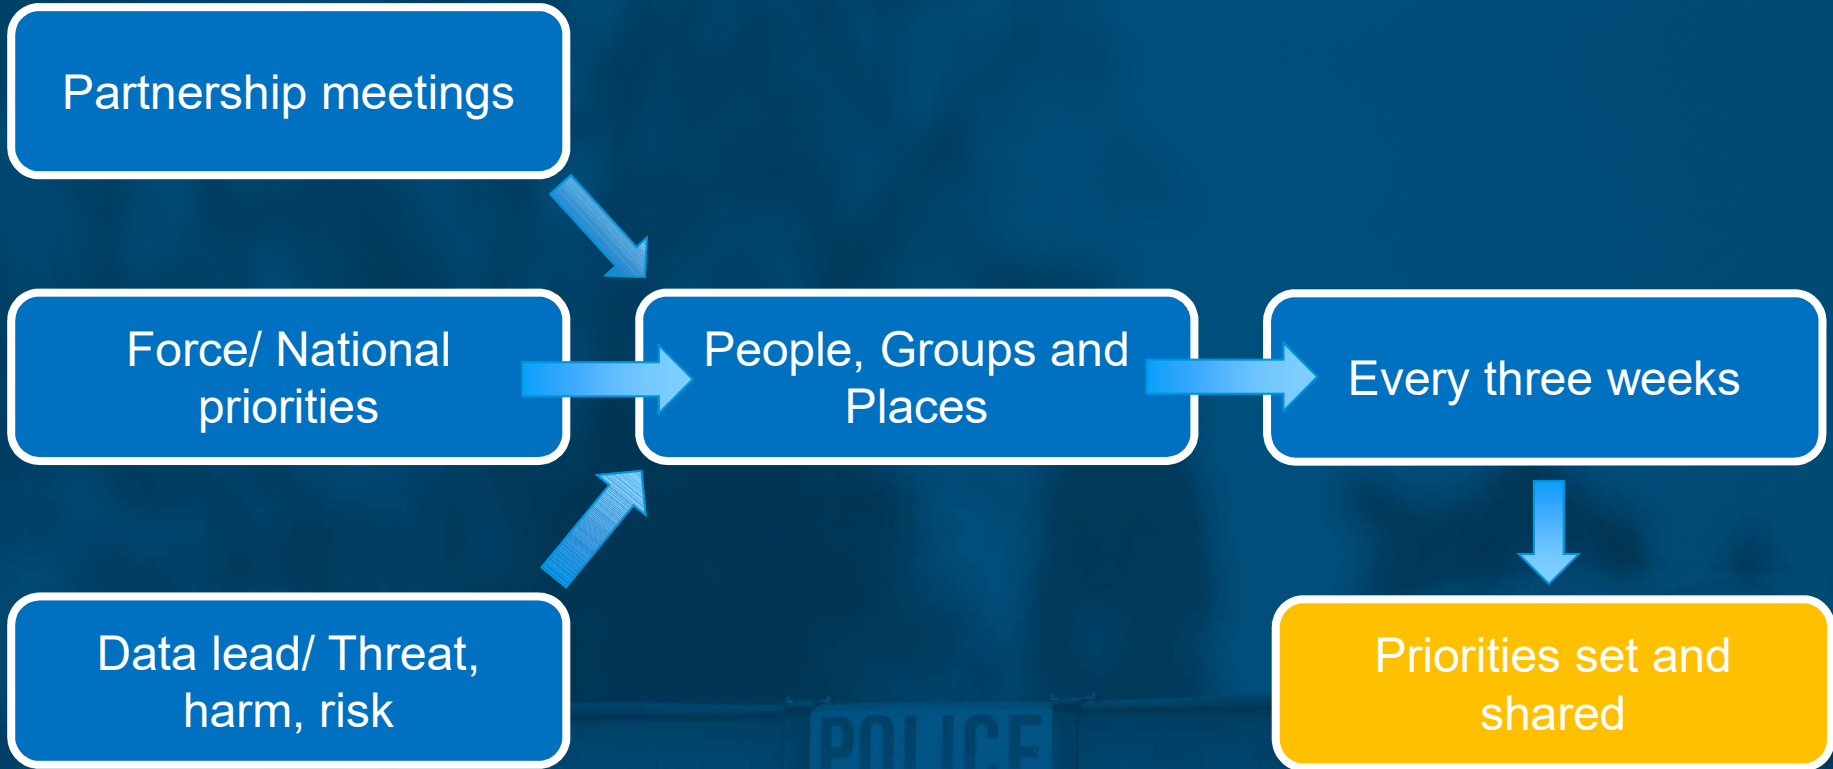 Partnership meetings
Force/ National
priorities
People, Groups and
Places
Every three weeks
Data lead/ Threat,
harm, risk
Priorities set and
shared
POLICE